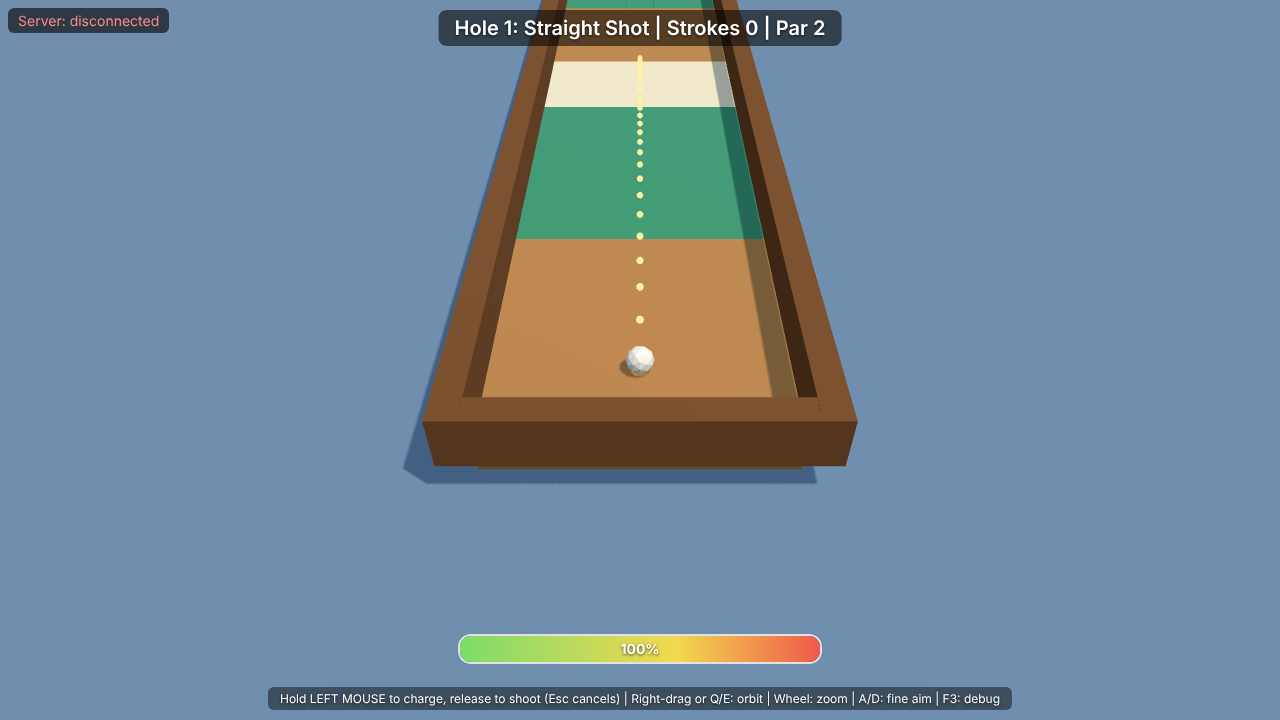 Server: disconnected
Hole 1: Straight Shot | Strokes 0 | Par 2
100%
Hold LEFT MOUSE to charge, release to shoot (Esc cancels) | Right-drag or Q/E: orbit | Wheel: zoom | A/D: fine aim | F3: debug